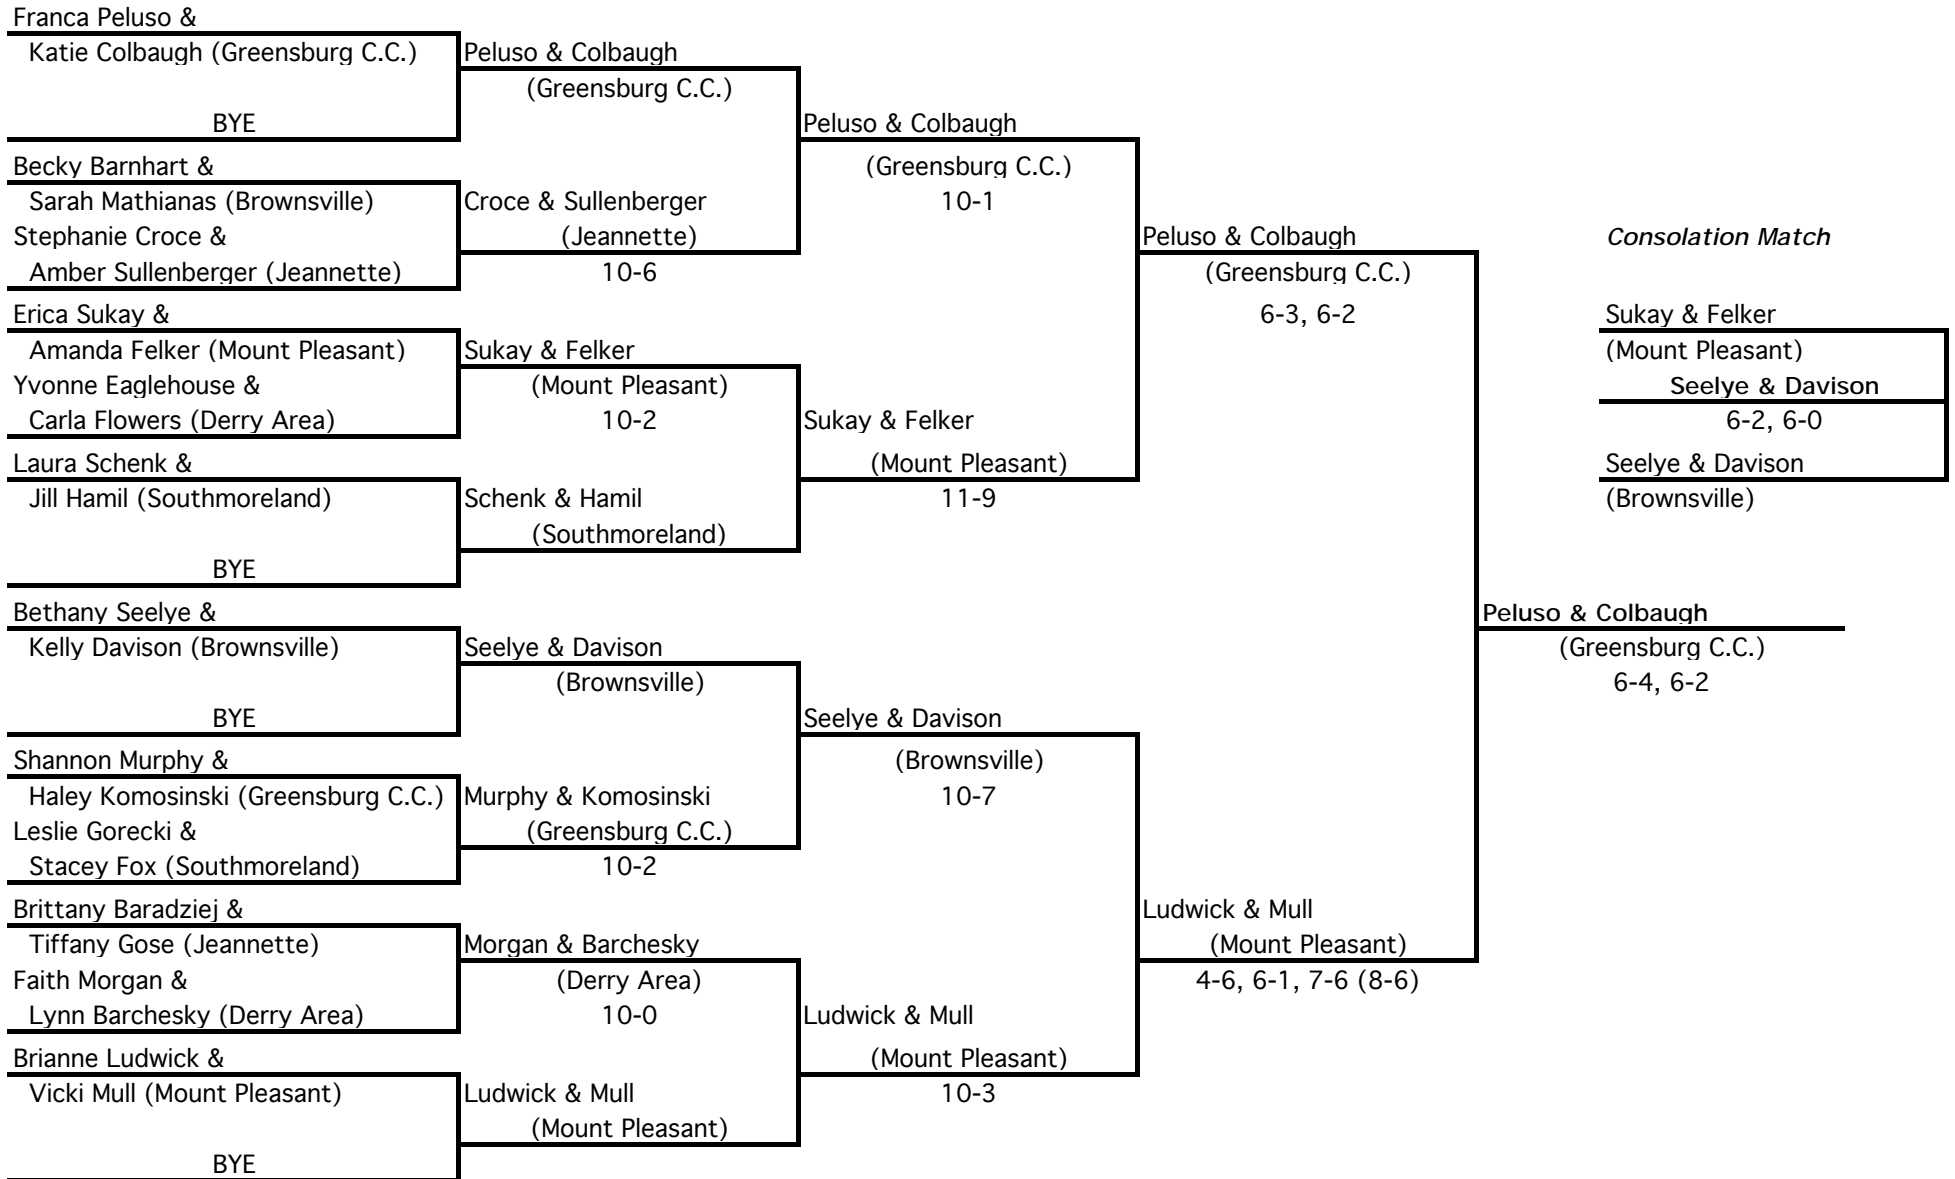 Franca Peluso &
Katie Colbaugh (Greensburg C.C.)
BYE
Becky Barnhart &
Sarah Mathianas (Brownsville)
Stephanie Croce &
Amber Sullenberger (Jeannette)
Erica Sukay &
Amanda Felker (Mount Pleasant)
Yvonne Eaglehouse &
Carla Flowers (Derry Area)
Laura Schenk &
Jill Hamil (Southmoreland)
BYE
Bethany Seelye &
Kelly Davison (Brownsville)
BYE
Shannon Murphy &
Haley Komosinski (Greensburg C.C.)
Leslie Gorecki &
Stacey Fox (Southmoreland)
Brittany Baradziej &
Tiffany Gose (Jeannette)
Faith Morgan &
Lynn Barchesky (Derry Area)
Brianne Ludwick &
Vicki Mull (Mount Pleasant)
BYE
Peluso & Colbaugh
(Greensburg C.C.)
Croce & Sullenberger
(Jeannette)
10-6
Sukay & Felker
(Mount Pleasant)
10-2
Schenk & Hamil
(Southmoreland)
Seelye & Davison
(Brownsville)
Murphy & Komosinski
(Greensburg C.C.)
10-2
Morgan & Barchesky
(Derry Area)
10-0
Ludwick & Mull
(Mount Pleasant)
Peluso & Colbaugh
(Greensburg C.C.)
10-1
Sukay & Felker
(Mount Pleasant)
11-9
Seelye & Davison
(Brownsville)
10-7
Ludwick & Mull
(Mount Pleasant)
10-3
Peluso & Colbaugh
(Greensburg C.C.)
6-3, 6-2
Ludwick & Mull
(Mount Pleasant)
4-6, 6-1, 7-6 (8-6)
Peluso & Colbaugh
(Greensburg C.C.)
6-4, 6-2
Consolation Match
Sukay & Felker
(Mount Pleasant)
Seelye & Davison
6-2, 6-0
Seelye & Davison
(Brownsville)